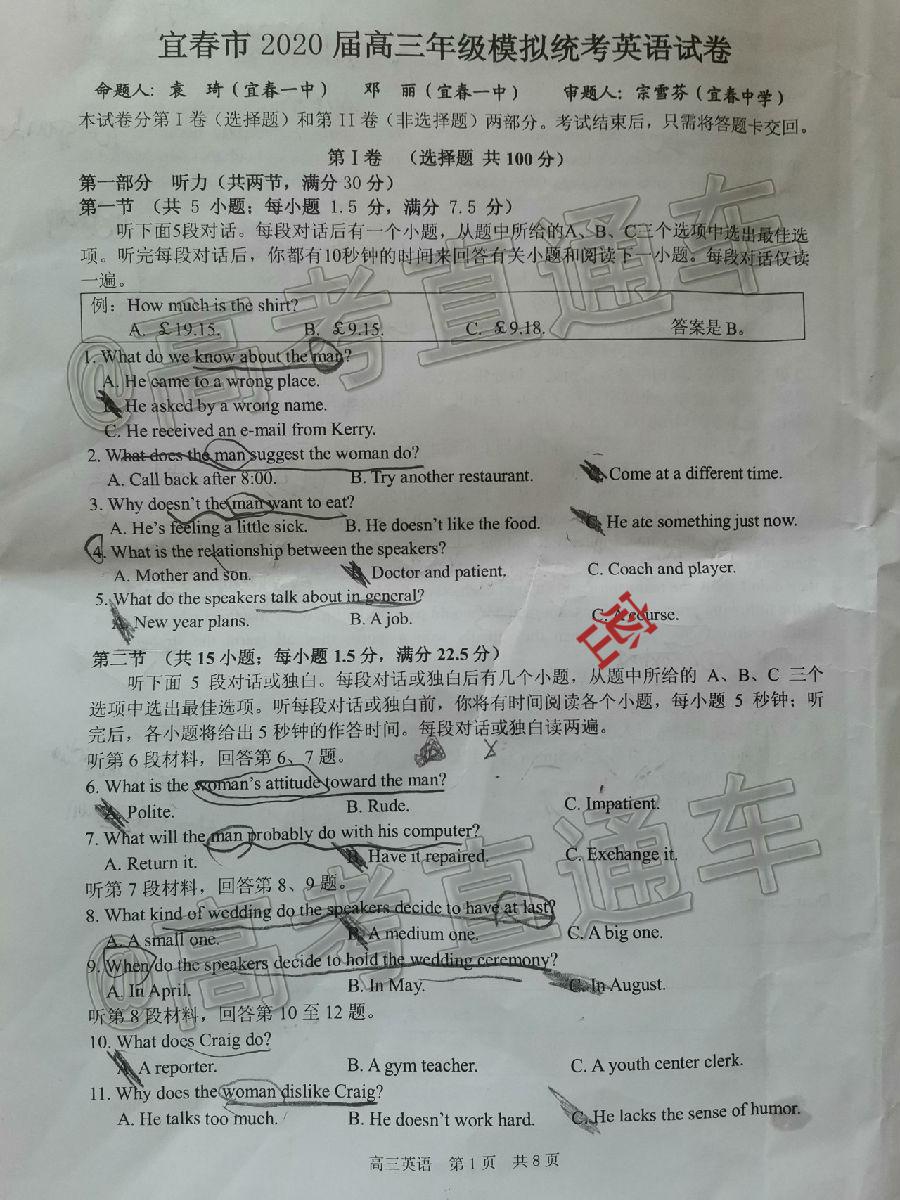 宜春市 2020 届高三年级模拟统考英语试卷
命题人：袁 琦（宜春一中） 邓 丽（宜春一中） 审题人：宗雪芬（宜春中学）
本试卷分第 I 卷（选择题）和第 II 卷（非选择题）两部分。考试结束后，只需将答题卡交回。
第 I 卷 （选择题 共 100 分）
第一部分 听力（共两节，满分 30 分）
第一节 （共 5 小题；每小题 1.5 分，满分 7.5 分）
听下面5段对话。每段对话后有一个小题，从题中所给的A、B、C三个选项中选出最佳选
项。听完每段对话后，你都有10秒钟的时间来回答有关小题和阅读下一小题。每段对话仅读
一遍。
例：How much is the shirt?
A. ￡19.15. B. ￡9.15. C. ￡9.18. 答案是 B。
1. What do we know about the man?
A. He came to a wrong place.
B. He asked by a wrong name.
C. He received an e-mail from Kerry.
2. What does the man suggest the woman do?
A. Call back after 8:00. B. Try another restaurant. C. Come at a different time.
3. Why doesn't the man want to eat?
A. He's feeling a little sick. B. He doesn't like the food. C. He ate something just now.
4. What is the relationship between the speakers?
A. Mother and son. B. Doctor and patient. C. Coach and player.
5. What do the speakers talk about in general?
A. New year plans. B. A job. C. A course.
密
第二节 （共 15 小题；每小题 1.5 分，满分 22.5 分）
听下面 5 段对话或独白。每段对话或独白后有几个小题，从题中所给的 A、B、C 三个
选项中选出最佳选项。听每段对话或独白前，你将有时间阅读各个小题，每小题 5 秒钟；听
完后，各小题将给出 5 秒钟的作答时间。每段对话或独白读两遍。
听第 6 段材料，回答第 6、7 题。
6. What is the woman's attitude toward the man?
A. Polite. B. Rude. C. Impatient.
7. What will the man probably do with his computer?
A. Return it. B. Have it repaired. C. Exchange it.
听第 7 段材料，回答第 8、9 题。
8. What kind of wedding do the speakers decide to have at last?
A. A small one. B. A medium one. C. A big one.
9. When do the speakers decide to hold the wedding ceremony?
A. In April. B. In May. C. In August.
听第 8 段材料，回答第 10 至 12 题。
10. What does Craig do?
A. A reporter. B. A gym teacher. C. A youth center clerk.
11. Why does the woman dislike Craig?
A. He talks too much. B. He doesn't work hard. C. He lacks the sense of humor.
高三英语 第 1 页 共 8 页
@高考直通车
@高考直通车